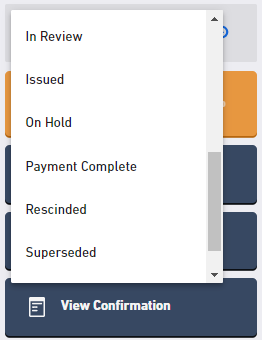 In Review
Issued
On Hold
Payment Complete
Rescinded
Superseded
View Confirmation